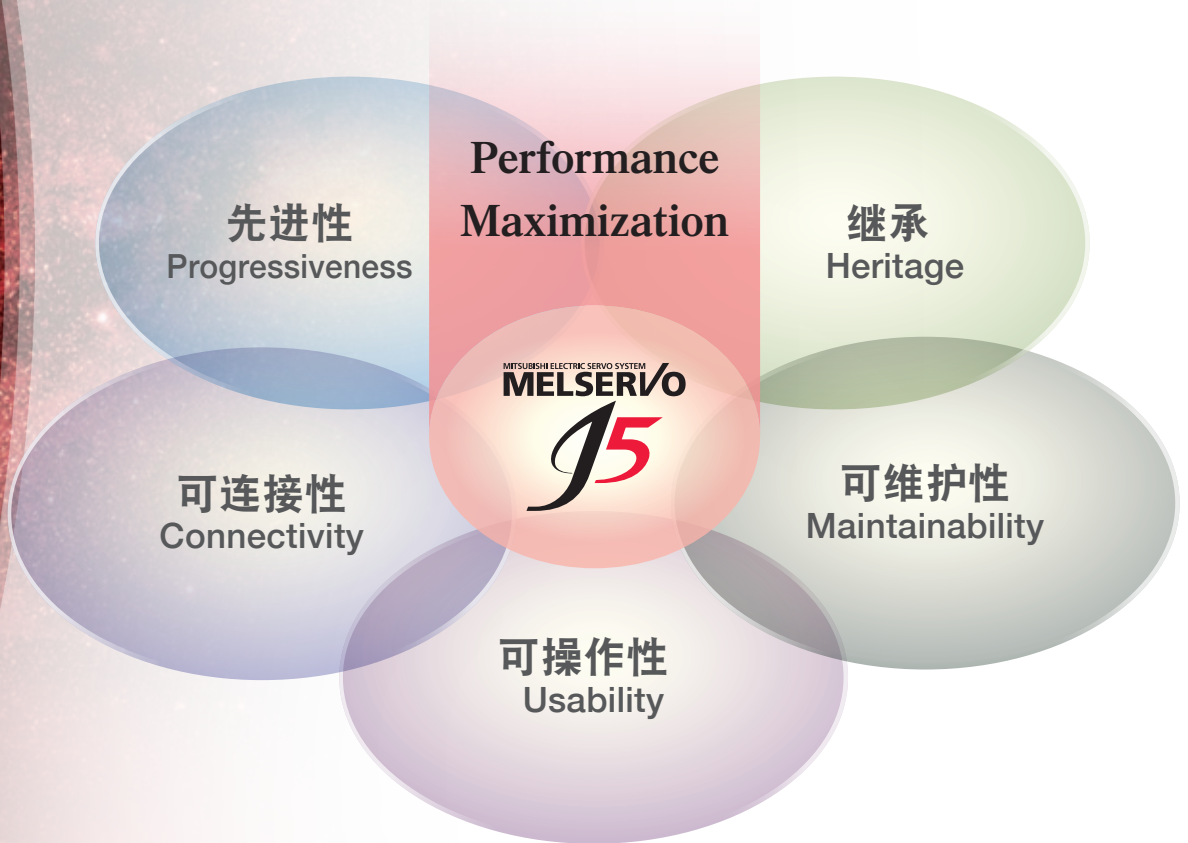 Performance
Maximization
先进性
Progressiveness
继承
Heritage
MITSUBISHI ELECTRIC SERVO SYSTEM
MELSERVO
J5
可连接性
Connectivity
可维护性
Maintainability
可操作性
Usability